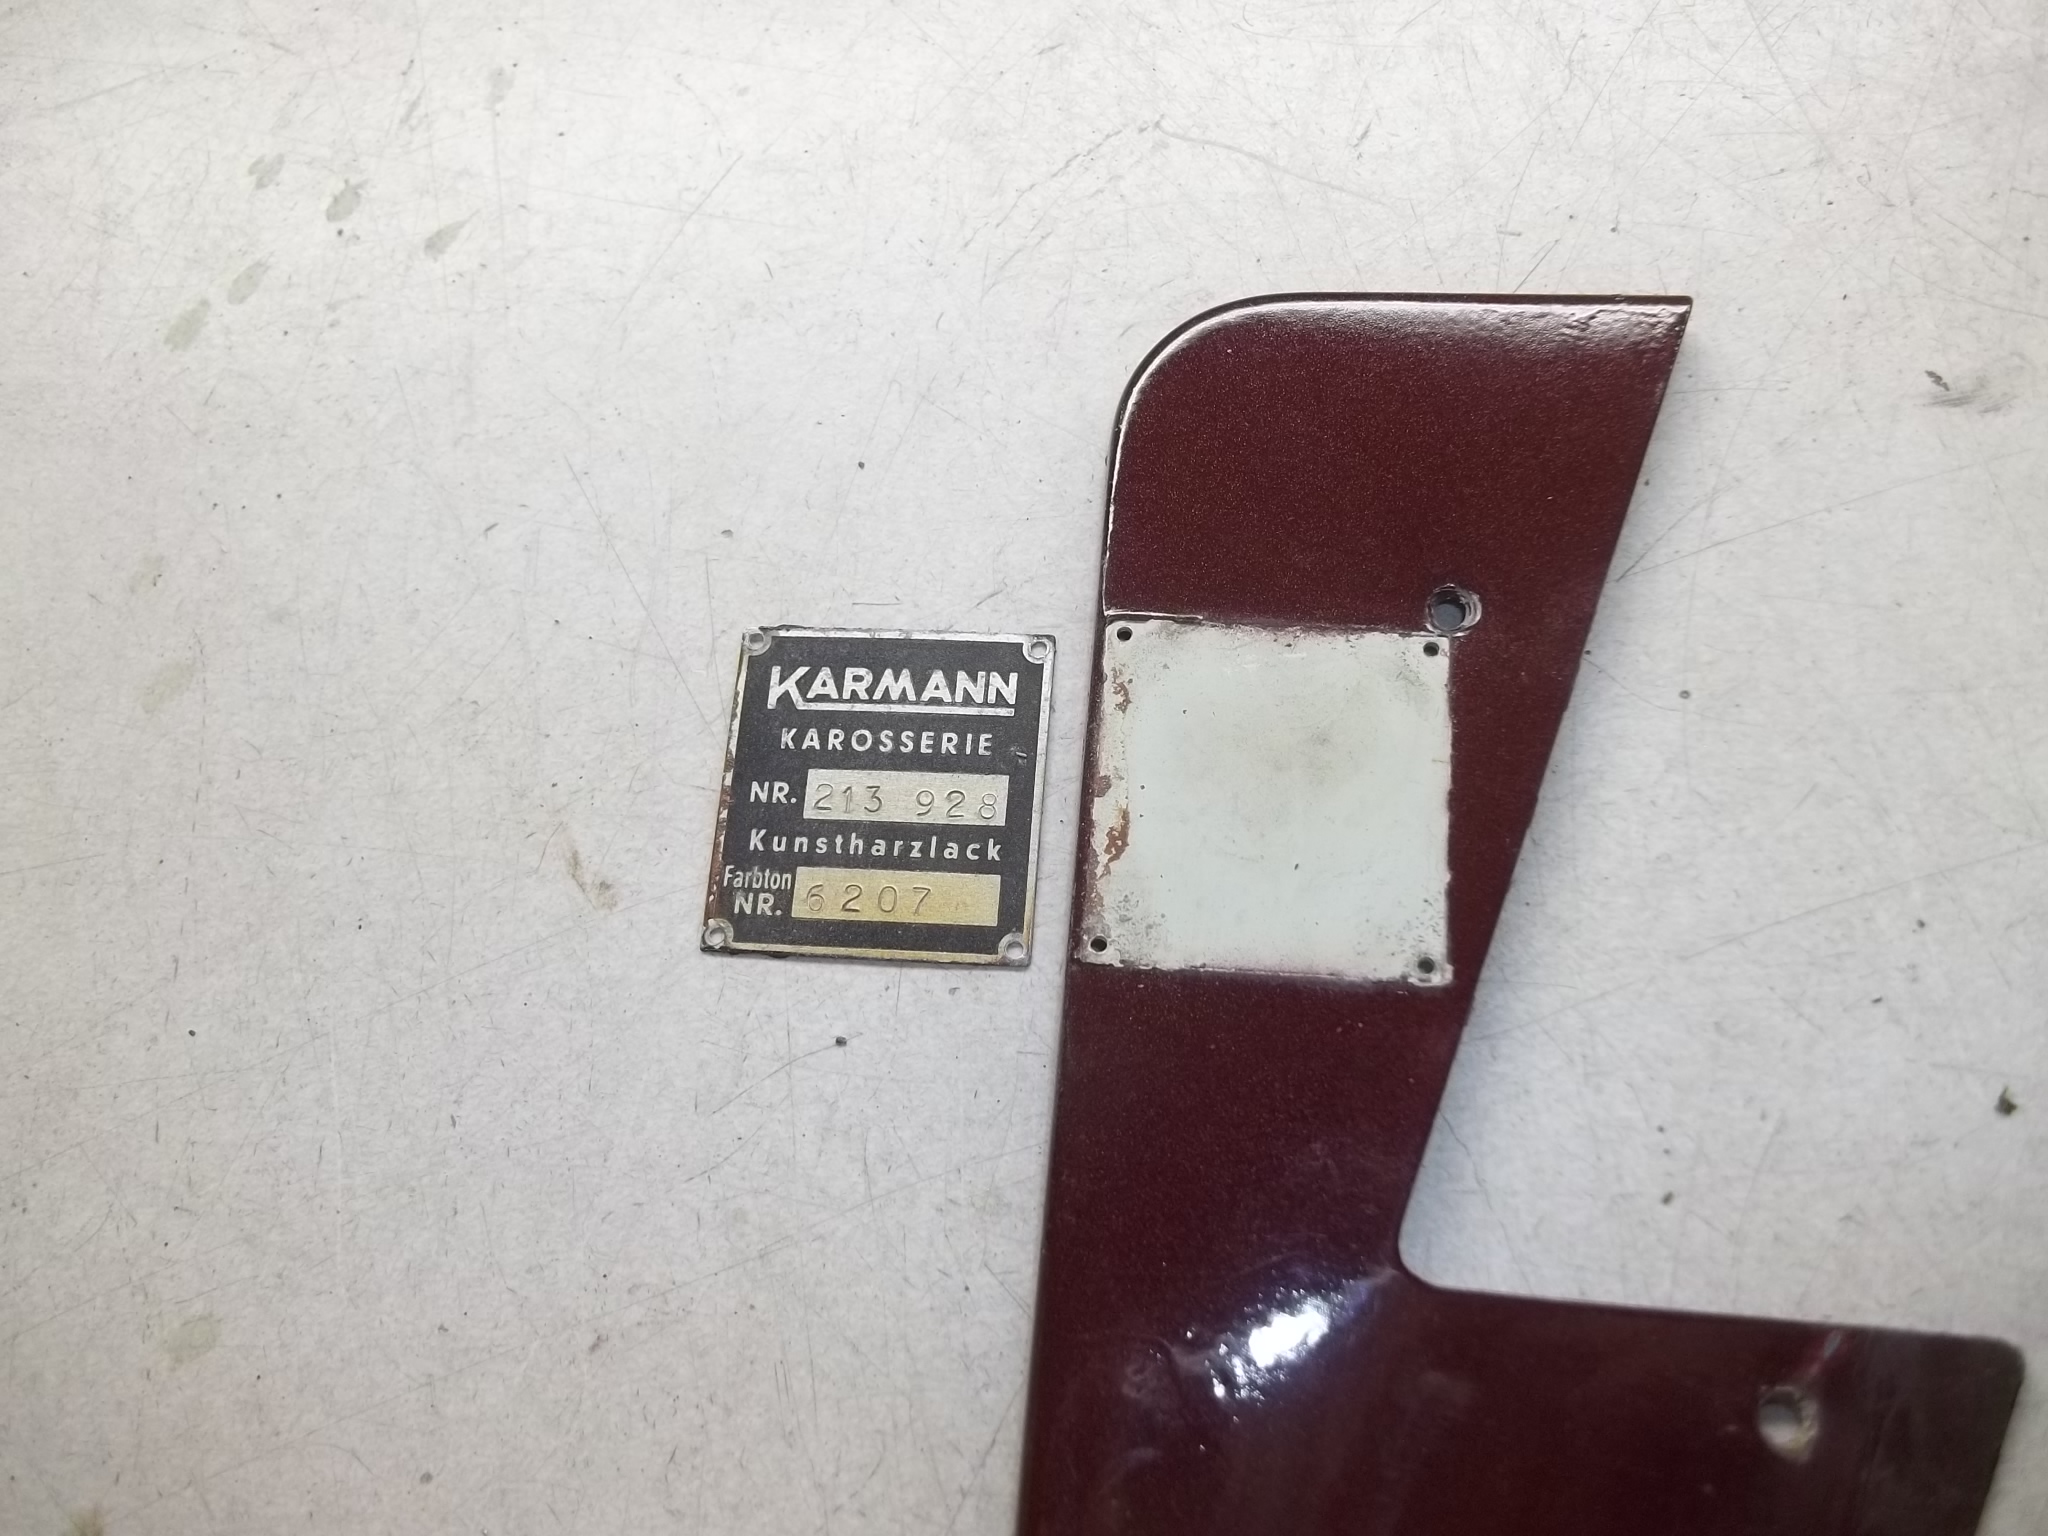 KARMANN
KAROSSERIE
NR. 213 928
Kunstharzlack
Farbton
NR. 6207